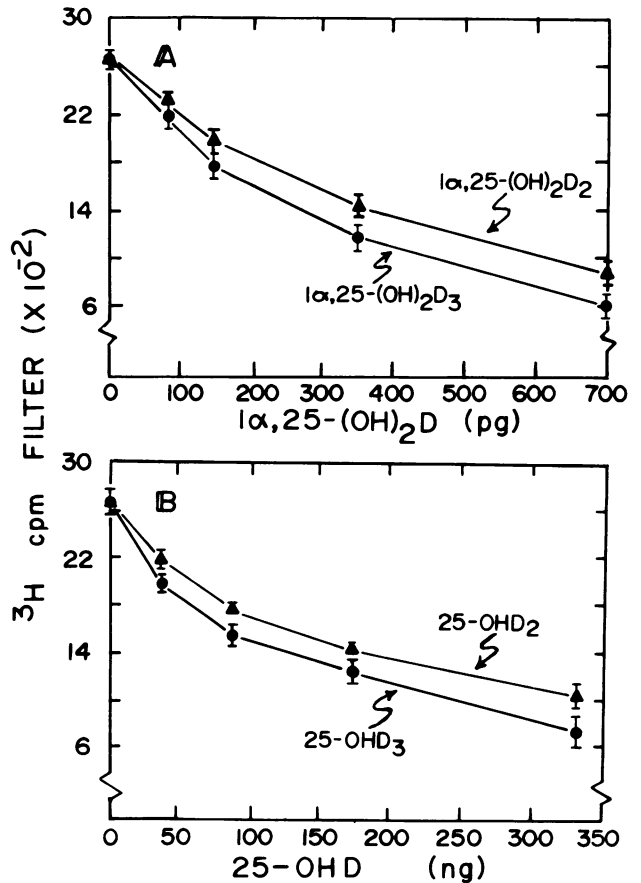 30
A
22
14
6
1α,25-(OH)₂D₂
1α,25-(OH)₂D₃
0 100 200 300 400 500 600 700
1α,25-(OH)₂D (pg)
³H cpm FILTER (X10⁻²)
30
B
22
14
6
25-OHD₂
25-OHD₃
0 50 100 150 200 250 300 350
25-OHD (ng)